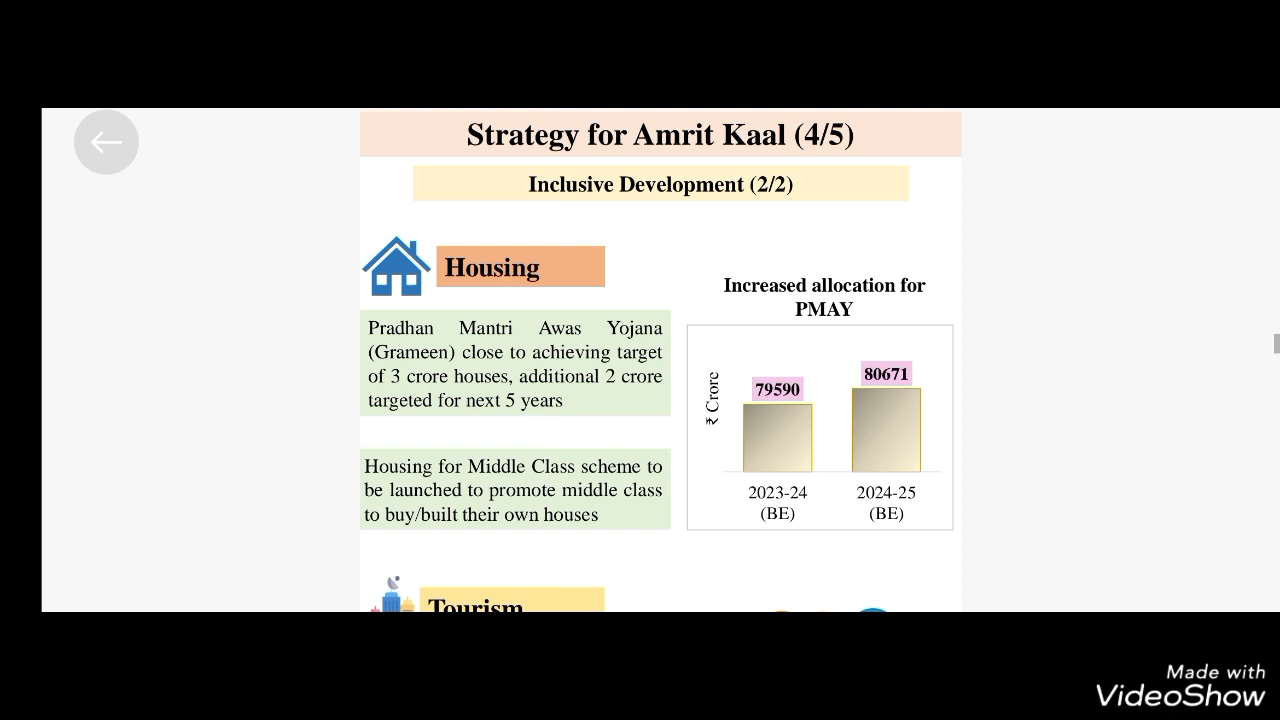 Strategy for Amrit Kaal (4/5)
Inclusive Development (2/2)
Housing
Pradhan Mantri Awas Yojana
(Grameen) close to achieving target
of 3 crore houses, additional 2 crore
targeted for next 5 years
Housing for Middle Class scheme to
be launched to promote middle class
to buy/built their own houses
Increased allocation for
PMAY
₹ Crore
79590
80671
2023-24
(BE)
2024-25
(BE)
Tourism
Made with
VideoShow